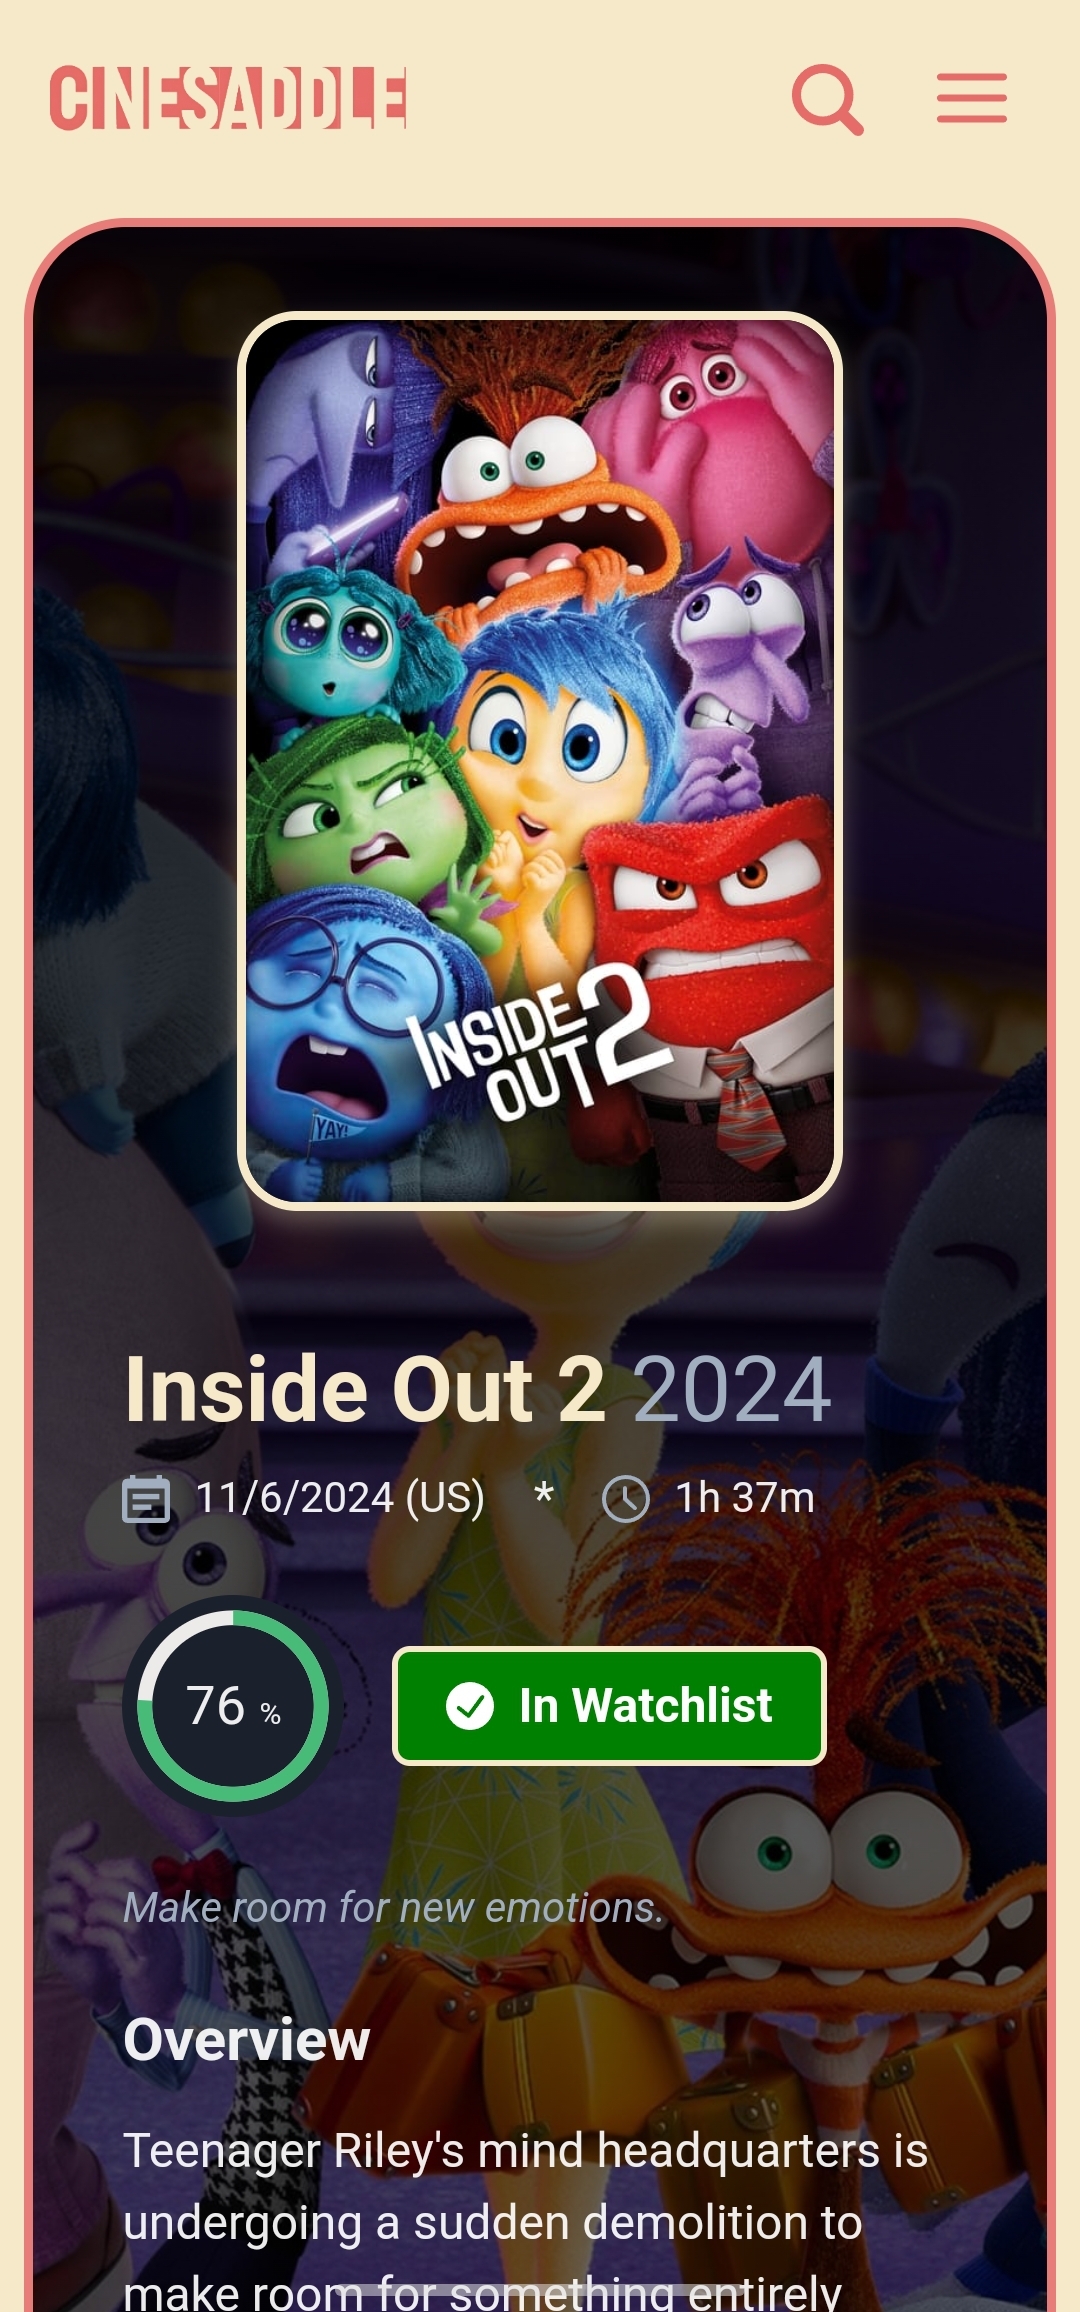 CINESADDLE
INSIDE
OUT 2
YAY!
Inside Out 2 2024
11/6/2024 (US) * 1h 37m
76 %
In Watchlist
Make room for new emotions.
Overview
Teenager Riley's mind headquarters is
undergoing a sudden demolition to
make room for something entirely